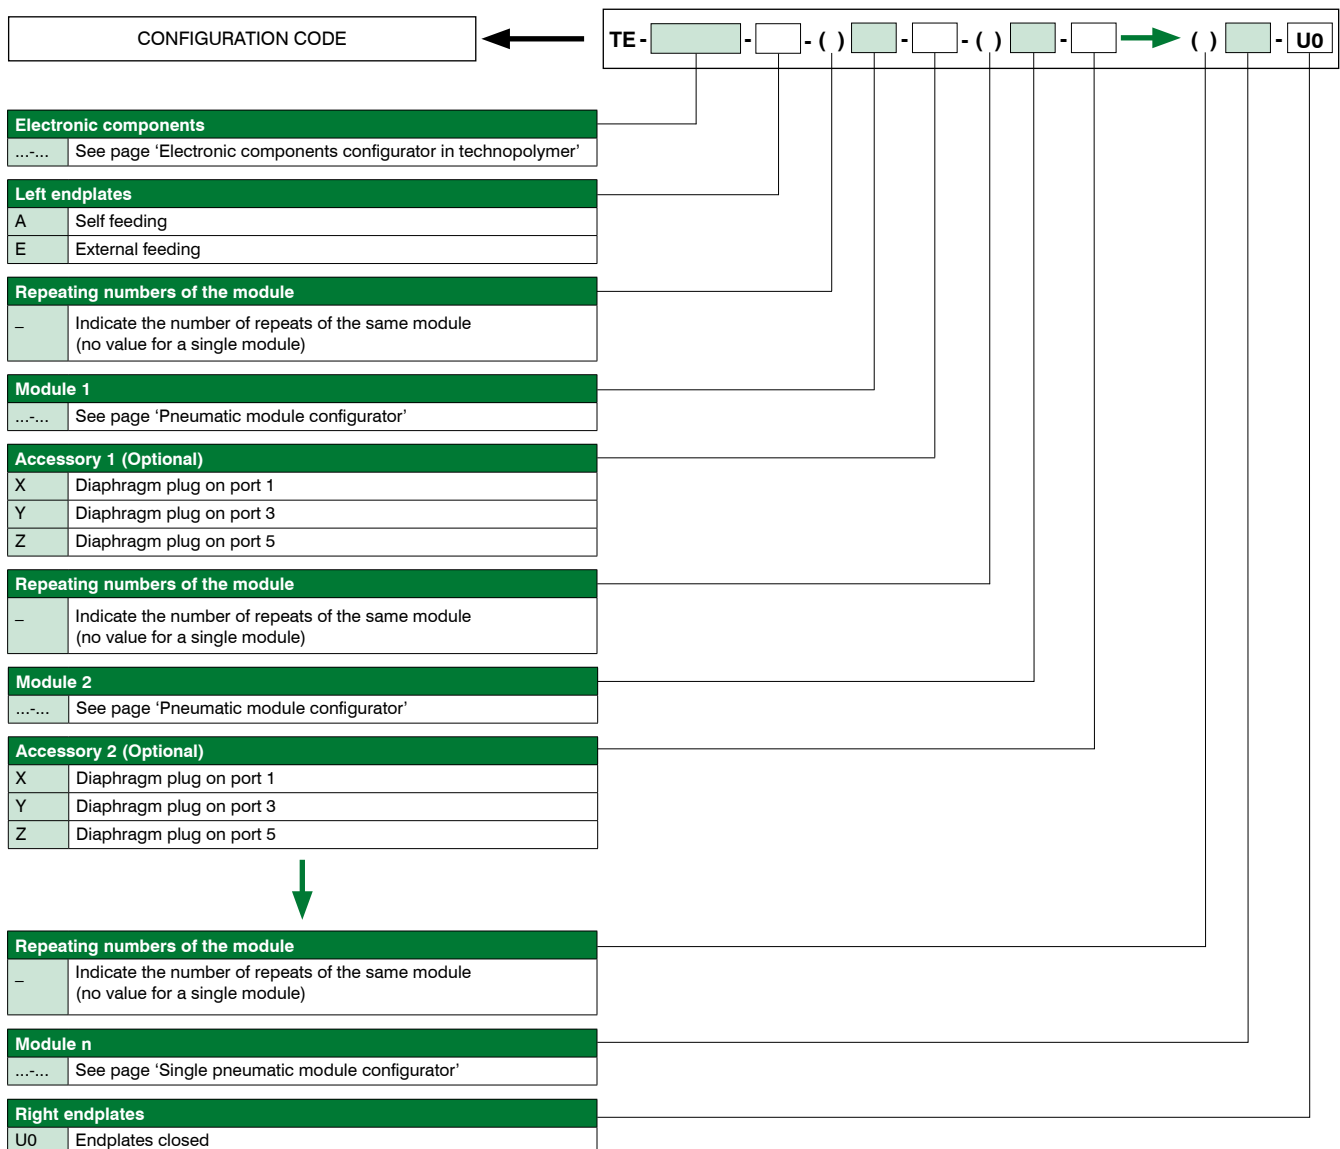 CONFIGURATION CODE
TE - - - ( ) - - ( ) - ( ) - U0
Electronic components
...-... See page ‘Electronic components configurator in technopolymer’
Left endplates
A Self feeding
E External feeding
Repeating numbers of the module
_ Indicate the number of repeats of the same module
(no value for a single module)
Module 1
...-... See page ‘Pneumatic module configurator’
Accessory 1 (Optional)
X Diaphragm plug on port 1
Y Diaphragm plug on port 3
Z Diaphragm plug on port 5
Repeating numbers of the module
_ Indicate the number of repeats of the same module
(no value for a single module)
Module 2
...-... See page ‘Pneumatic module configurator’
Accessory 2 (Optional)
X Diaphragm plug on port 1
Y Diaphragm plug on port 3
Z Diaphragm plug on port 5
Repeating numbers of the module
_ Indicate the number of repeats of the same module
(no value for a single module)
Module n
...-... See page ‘Single pneumatic module configurator’
Right endplates
U0 Endplates closed